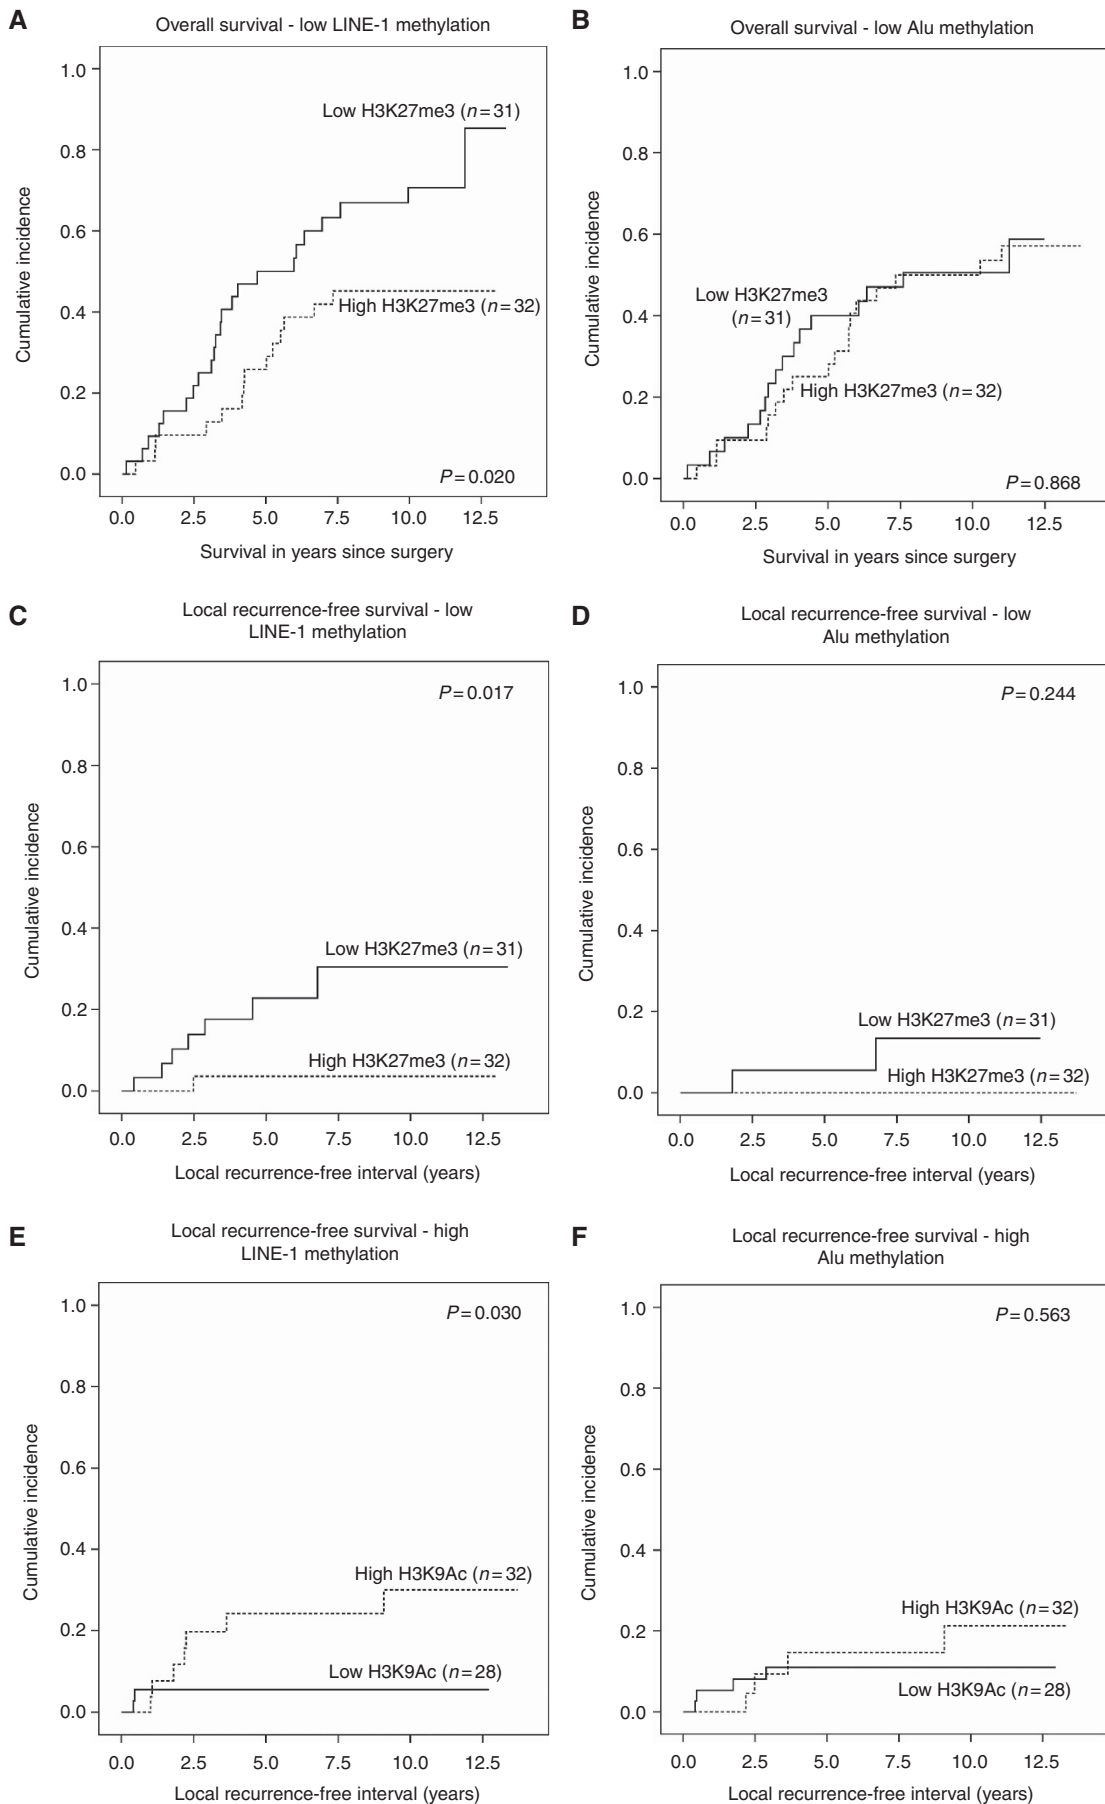 A
Overall survival - low LINE-1 methylation
Cumulative incidence
1.0
0.8
0.6
0.4
0.2
0.0
Low H3K27me3 (n=31)
High H3K27me3 (n=32)
P=0.020
0.0 2.5 5.0 7.5 10.0 12.5
Survival in years since surgery
B
Overall survival - low Alu methylation
Cumulative incidence
1.0
0.8
0.6
0.4
0.2
0.0
Low H3K27me3
(n=31)
High H3K27me3 (n=32)
P=0.868
0.0 2.5 5.0 7.5 10.0 12.5
Survival in years since surgery
C
Local recurrence-free survival - low
LINE-1 methylation
Cumulative incidence
1.0
0.8
0.6
0.4
0.2
0.0
P=0.017
Low H3K27me3 (n=31)
High H3K27me3 (n=32)
0.0 2.5 5.0 7.5 10.0 12.5
Local recurrence-free interval (years)
D
Local recurrence-free survival - low
Alu methylation
Cumulative incidence
1.0
0.8
0.6
0.4
0.2
0.0
P=0.244
Low H3K27me3 (n=31)
High H3K27me3 (n=32)
0.0 2.5 5.0 7.5 10.0 12.5
Local recurrence-free interval (years)
E
Local recurrence-free survival - high
LINE-1 methylation
Cumulative incidence
1.0
0.8
0.6
0.4
0.2
0.0
P=0.030
High H3K9Ac (n=32)
Low H3K9Ac (n=28)
0.0 2.5 5.0 7.5 10.0 12.5
Local recurrence-free interval (years)
F
Local recurrence-free survival - high
Alu methylation
Cumulative incidence
1.0
0.8
0.6
0.4
0.2
0.0
P=0.563
High H3K9Ac (n=32)
Low H3K9Ac (n=28)
0.0 2.5 5.0 7.5 10.0 12.5
Local recurrence-free interval (years)